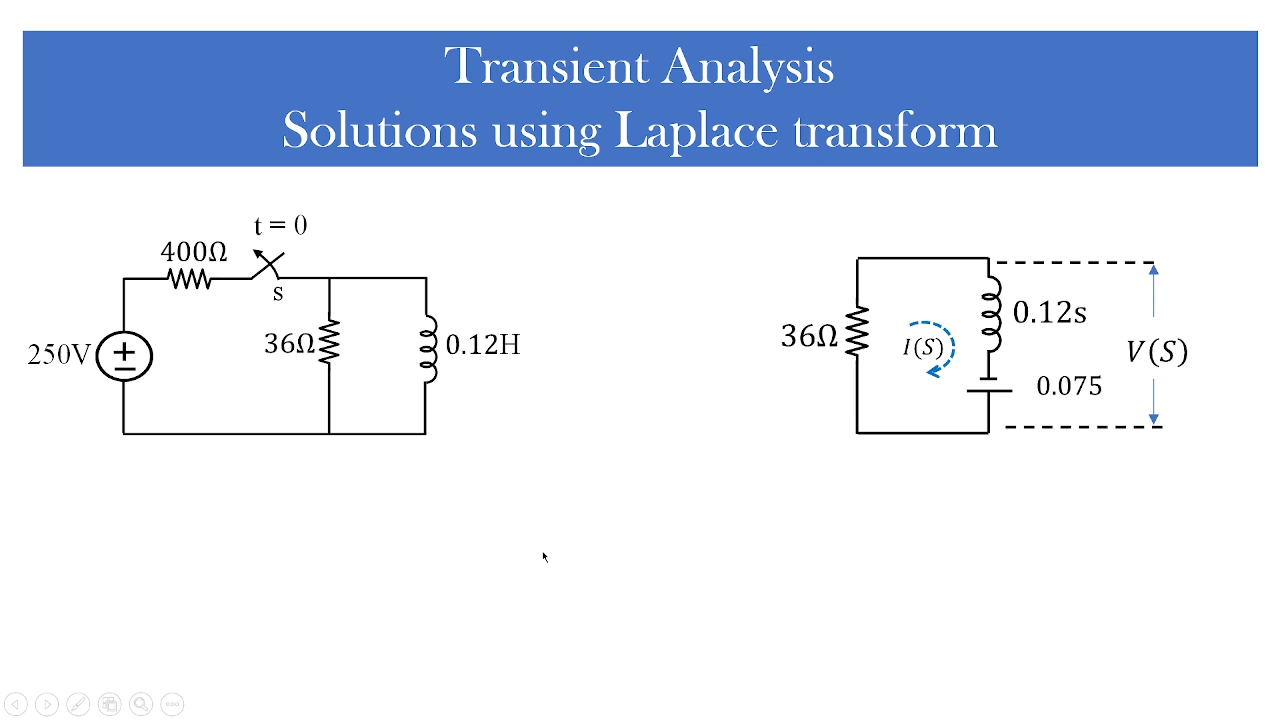 Transient Analysis
Solutions using Laplace transform
t = 0
400Ω
s
250V
36Ω
0.12H
36Ω
I(S)
0.12s
V(S)
0.075